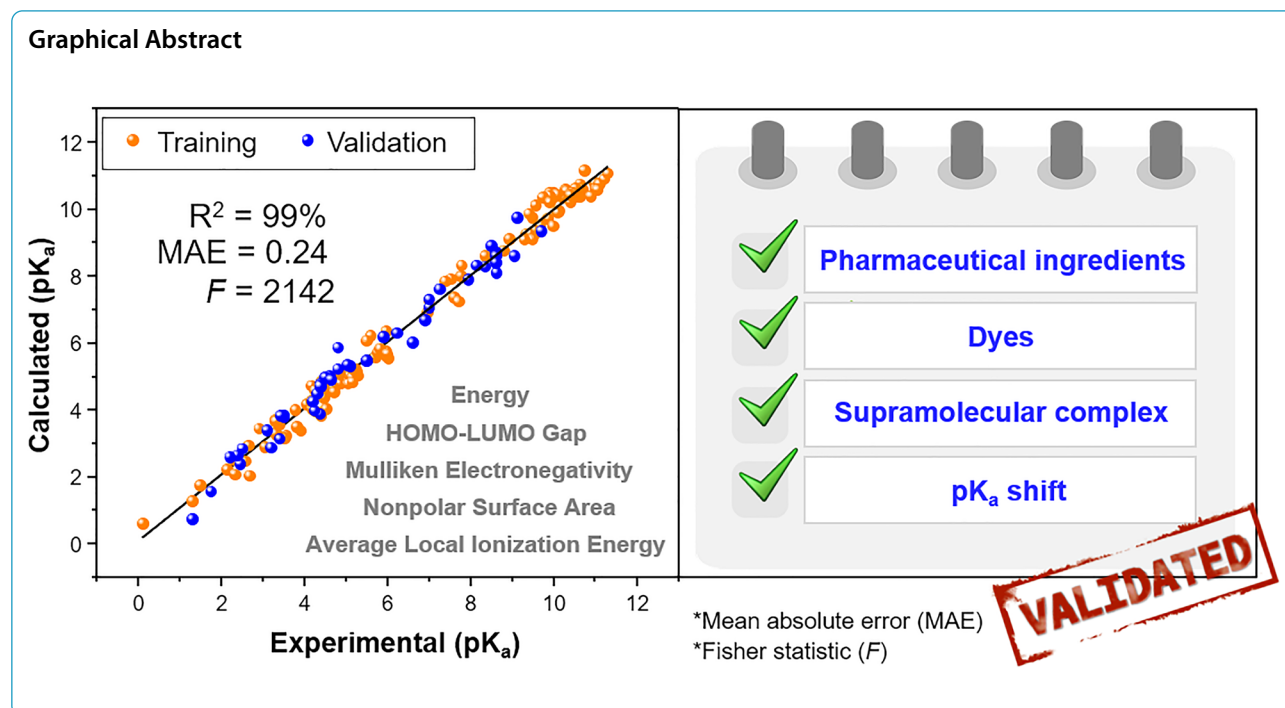 Graphical Abstract
Training
Validation
R² = 99%
MAE = 0.24
F = 2142
Energy
HOMO-LUMO Gap
Mulliken Electronegativity
Nonpolar Surface Area
Average Local Ionization Energy
Calculated (pKₐ)
12
10
8
6
4
2
0
0 2 4 6 8 10 12
Experimental (pKₐ)
Pharmaceutical ingredients
Dyes
Supramolecular complex
pKₐ shift
VALIDATED
*Mean absolute error (MAE)
*Fisher statistic (F)